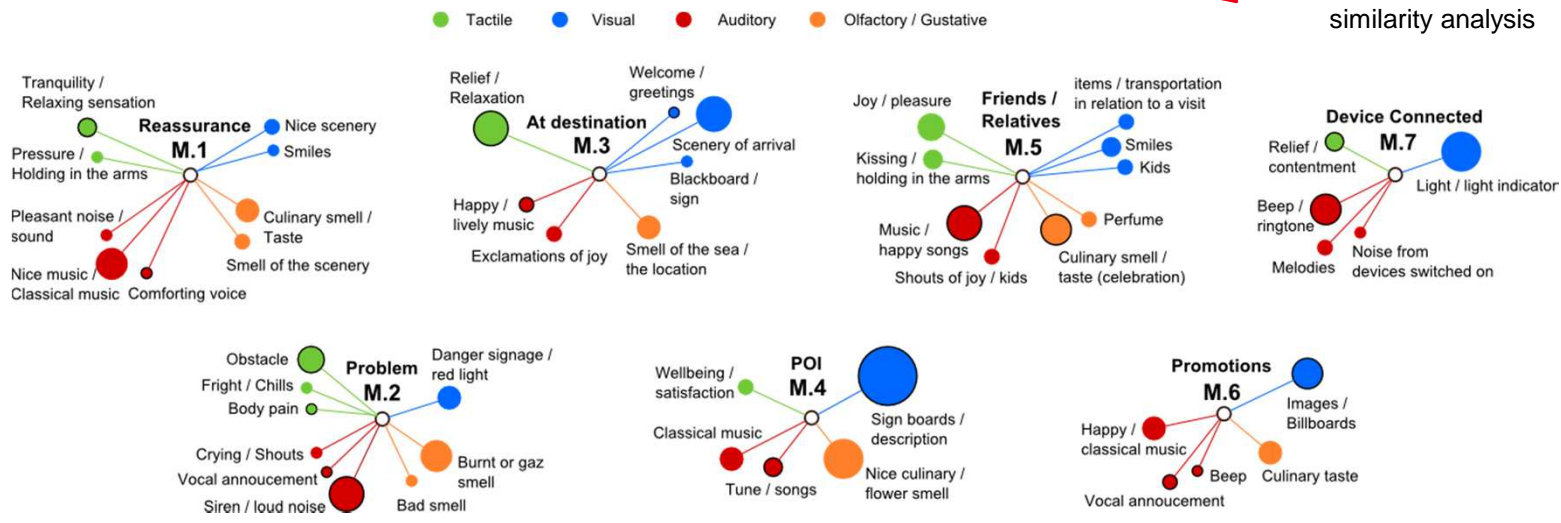 Tactile
Visual
Auditory
Olfactory / Gustative
similarity analysis
Tranquility /
Relaxing sensation
Reassurance
M.1
Nice scenery
Smiles
Pressure /
Holding in the arms
Pleasant noise /
sound
Culinary smell /
Taste
Smell of the scenery
Nice music /
Classical music
Comforting voice
Relief /
Relaxation
At destination
M.3
Welcome /
greetings
Scenery of arrival
Blackboard /
sign
Happy /
lively music
Exclamations of joy
Smell of the sea /
the location
Joy / pleasure
Friends /
Relatives
M.5
items / transportation
in relation to a visit
Smiles
Kids
Kissing /
holding in the arms
Perfume
Music /
happy songs
Shouts of joy / kids
Culinary smell /
taste (celebration)
Device Connected
M.7
Relief /
contentment
Light / light indicator
Beep /
ringtone
Melodies
Noise from
devices switched on
Obstacle
Problem
M.2
Danger signage /
red light
Fright / Chills
Body pain
Crying / Shouts
Vocal annoucement
Siren / loud noise
Burnt or gaz
smell
Bad smell
POI
M.4
Wellbeing /
satisfaction
Sign boards /
description
Classical music
Tune / songs
Nice culinary /
flower smell
Promotions
M.6
Images /
Billboards
Happy /
classical music
Beep
Culinary taste
Vocal annoucement